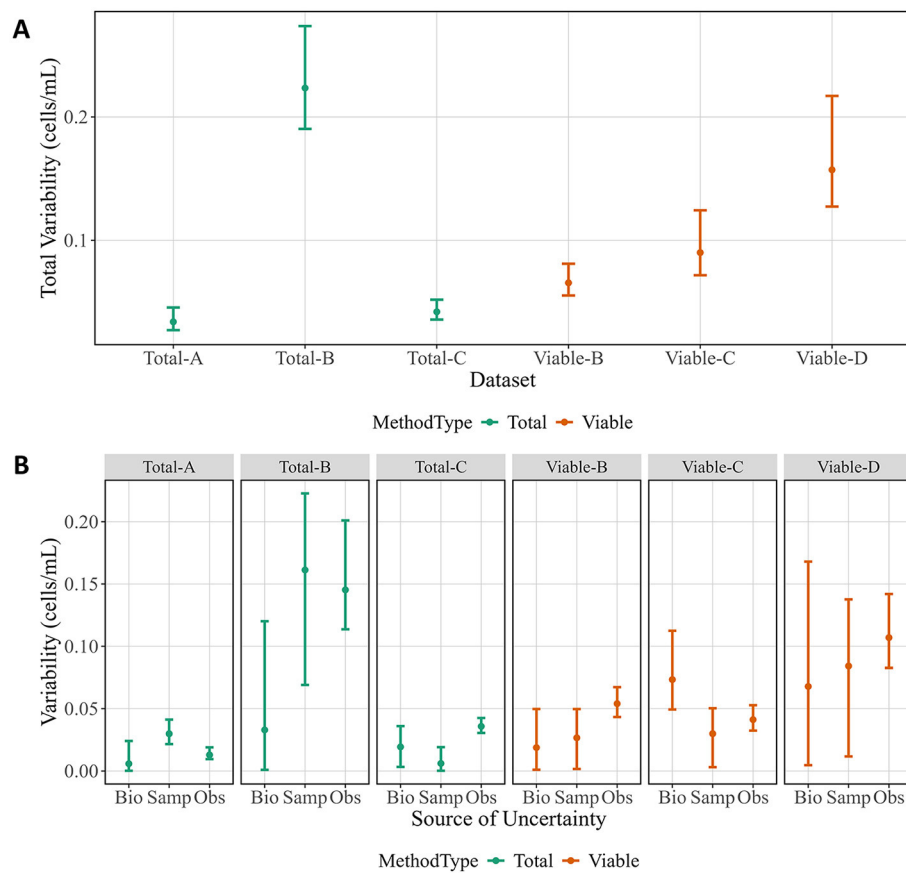 A
Total Variability (cells/mL)
0.2
0.1
Total-A Total-B Total-C Viable-B Viable-C Viable-D
Dataset
MethodType Total Viable
B
Total-A Total-B Total-C Viable-B Viable-C Viable-D
Variability (cells/mL)
0.20
0.15
0.10
0.05
0.00
Bio Samp Obs Bio Samp Obs Bio Samp Obs Bio Samp Obs Bio Samp Obs Bio Samp Obs
Source of Uncertainty
MethodType Total Viable